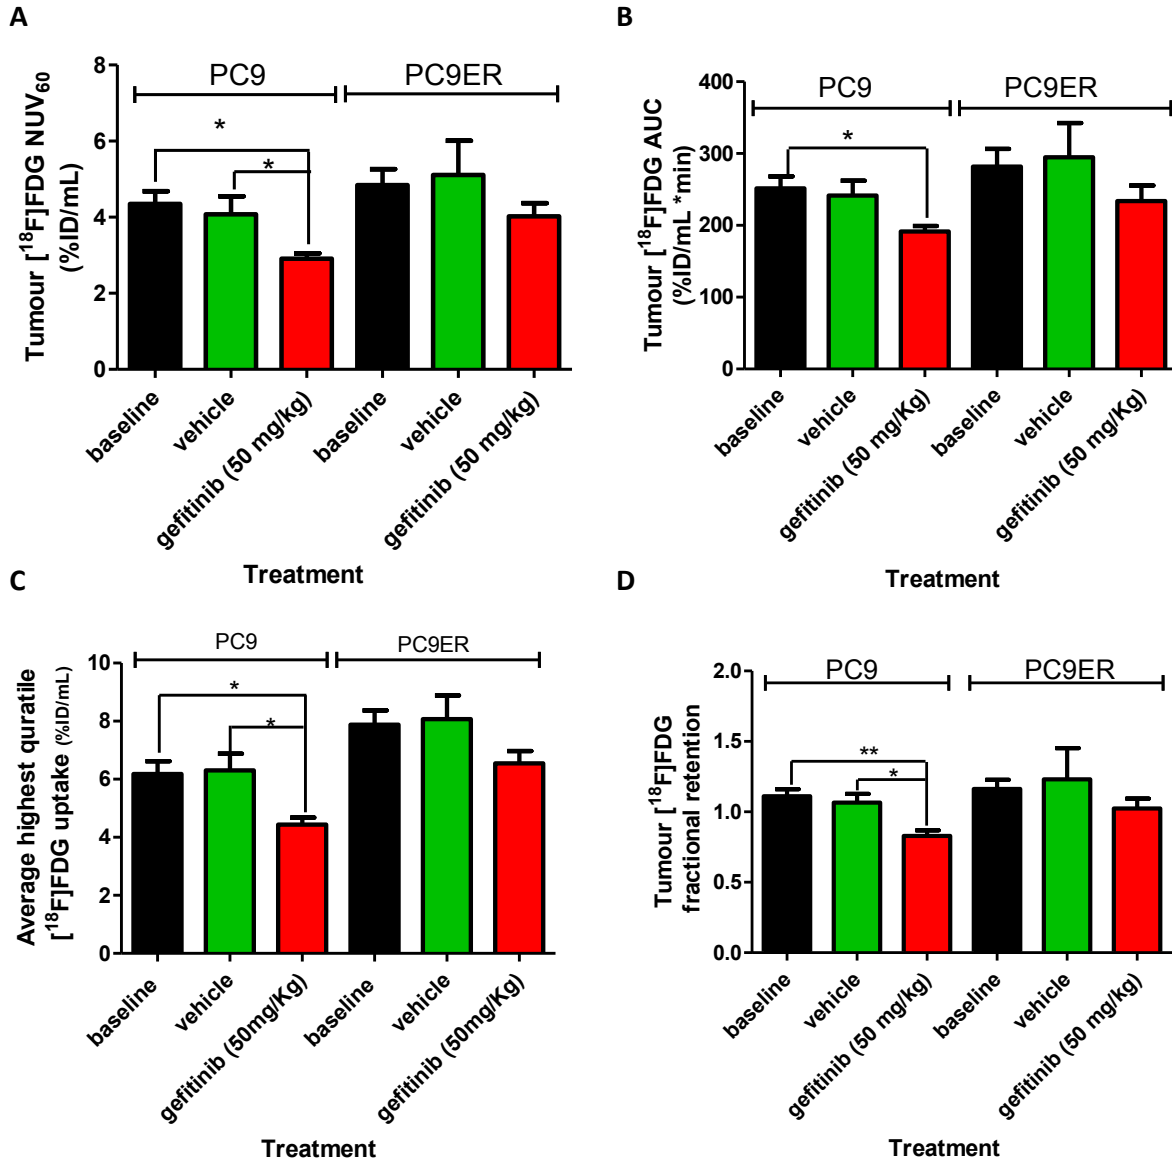 A
Tumour [¹⁸F]FDG NUV₆₀
(%ID/mL)
8
6
4
2
0
PC9
PC9ER
*
*
baseline
vehicle
gefitinib (50 mg/Kg)
baseline
vehicle
gefitinib (50 mg/Kg)
Treatment
B
Tumour [¹⁸F]FDG AUC
(%ID/mL *min)
400
300
200
100
0
PC9
PC9ER
*
baseline
vehicle
gefitinib (50 mg/Kg)
baseline
vehicle
gefitinib (50 mg/Kg)
Treatment
C
Average highest quratile
[¹⁸F]FDG uptake (%ID/mL)
10
8
6
4
2
0
PC9
PC9ER
*
*
baseline
vehicle
gefitinib (50mg/Kg)
baseline
vehicle
gefitinib (50mg/Kg)
Treatment
D
Tumour [¹⁸F]FDG
fractional retention
2.0
1.5
1.0
0.5
0.0
PC9
PC9ER
**
*
baseline
vehicle
gefitinib (50 mg/kg)
baseline
vehicle
gefitinib (50 mg/kg)
Treatment